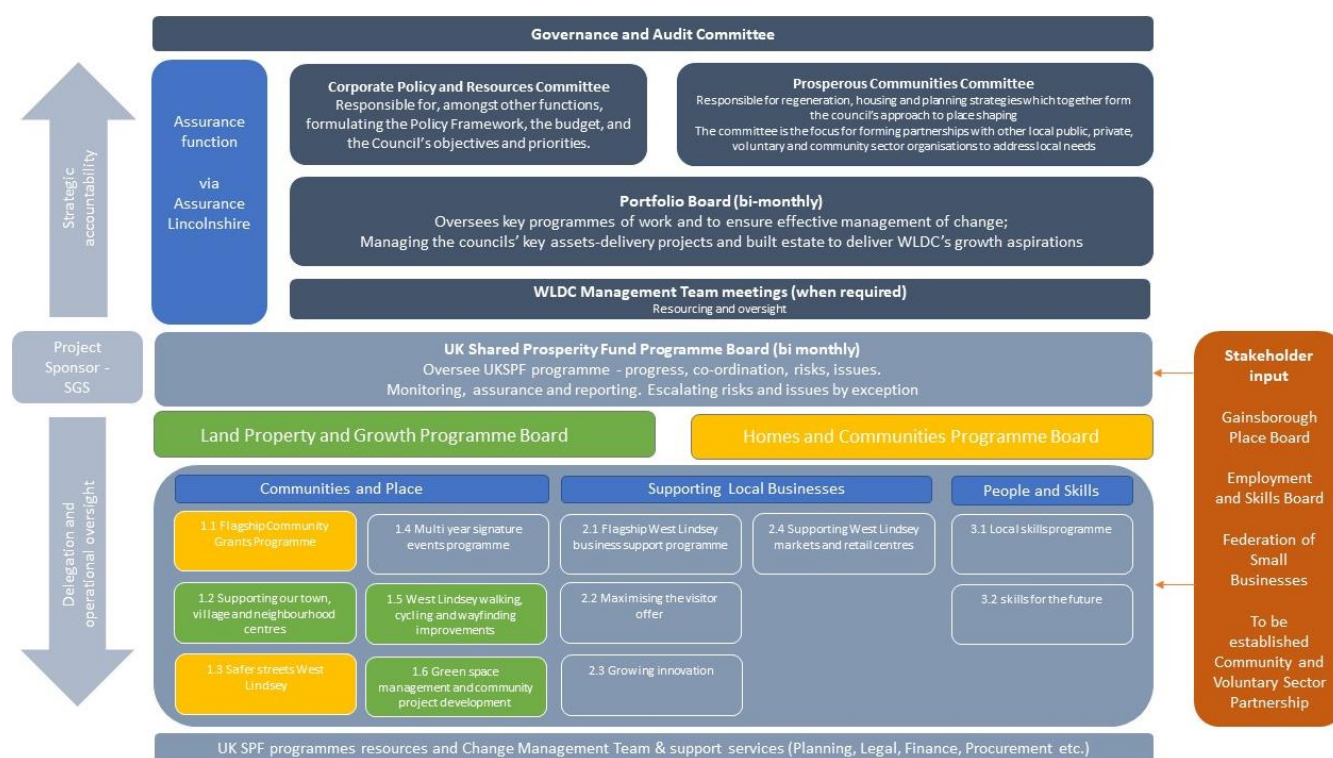 Governance and Audit Committee
Strategic
accountability
Assurance
function
via
Assurance
Lincolnshire
Corporate Policy and Resources Committee
Responsible for, amongst other functions,
formulating the Policy Framework, the budget, and
the Council's objectives and priorities.
Prosperous Communities Committee
Responsible for regeneration, housing and planning strategies which together form
the council's approach to place shaping
The committee is the focus for forming partnerships with other local public, private,
voluntary and community sector organisations to address local needs
Portfolio Board (bi-monthly)
Oversees key programmes of work and to ensure effective management of change;
Managing the councils' key assets-delivery projects and built estate to deliver WLDC's growth aspirations
WLDC Management Team meetings (when required)
Resourcing and oversight
Project
Sponsor -
SGS
UK Shared Prosperity Fund Programme Board (bi monthly)
Oversee UKSPF programme - progress, co-ordination, risks, issues.
Monitoring, assurance and reporting. Escalating risks and issues by exception
Stakeholder
input
Gainsborough
Place Board
Employment
and Skills Board
Federation of
Small
Businesses
To be
established
Community and
Voluntary Sector
Partnership
Delegation and
operational oversight
Land Property and Growth Programme Board
Homes and Communities Programme Board
Communities and Place
Supporting Local Businesses
People and Skills
1.1 Flagship Community
Grants Programme
1.4 Multi year signature
events programme
2.1 Flagship West Lindsey
business support programme
2.4 Supporting West Lindsey
markets and retail centres
3.1 Local skills programme
1.2 Supporting our town,
village and neighbourhood
centres
1.5 West Lindsey walking,
cycling and wayfinding
improvements
2.2 Maximising the visitor
offer
3.2 skills for the future
1.3 Safer streets West
Lindsey
1.6 Green space
management and community
project development
2.3 Growing innovation
UK SPF programmes resources and Change Management Team & support services (Planning, Legal, Finance, Procurement etc.)